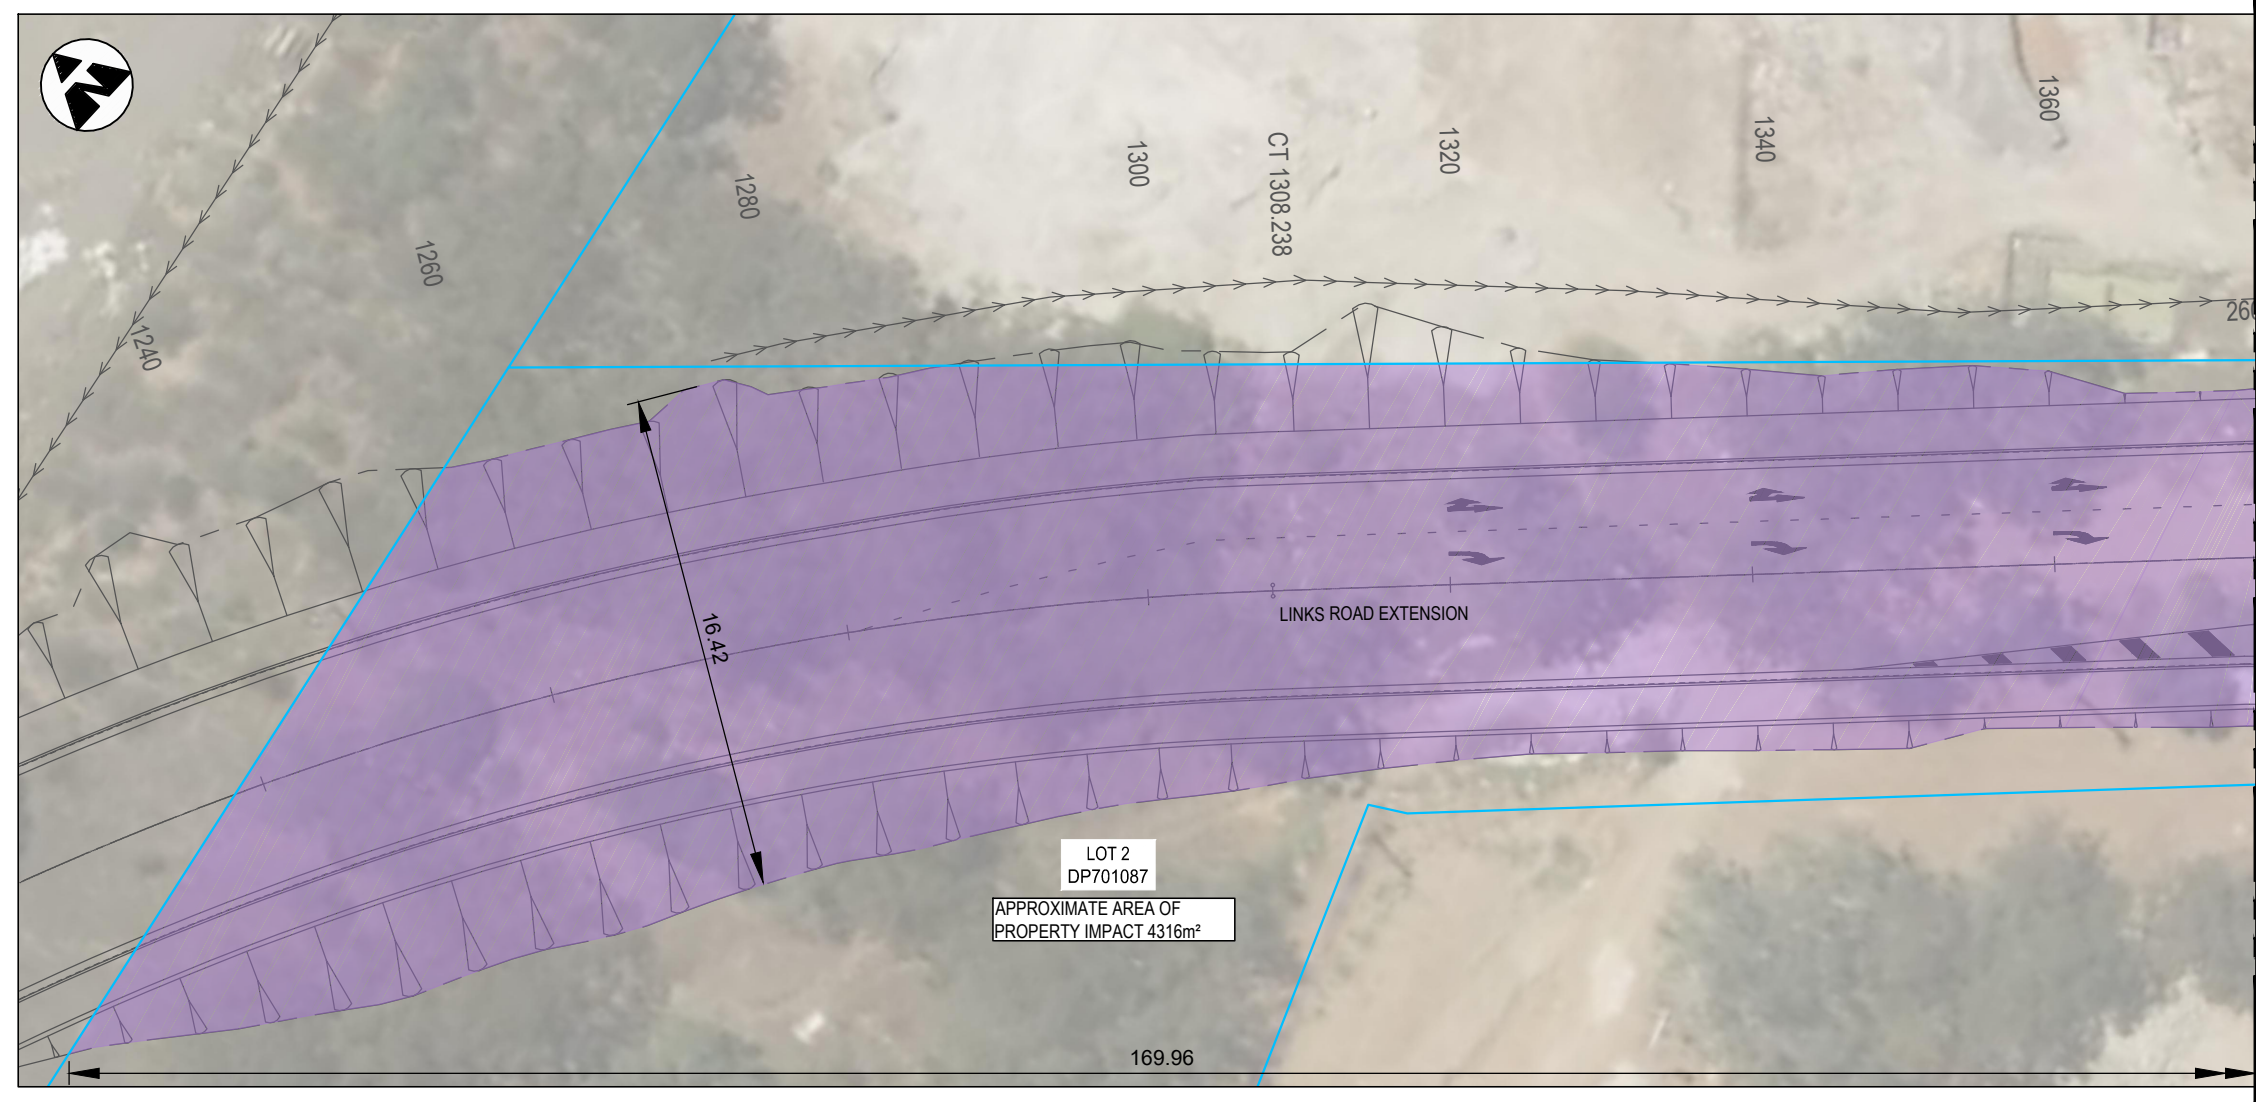 1360
1340
1320
1300
CT 1308.238
1280
1260
1240
16.42
LINKS ROAD EXTENSION
LOT 2
DP701087
APPROXIMATE AREA OF
PROPERTY IMPACT 4316m²
169.96